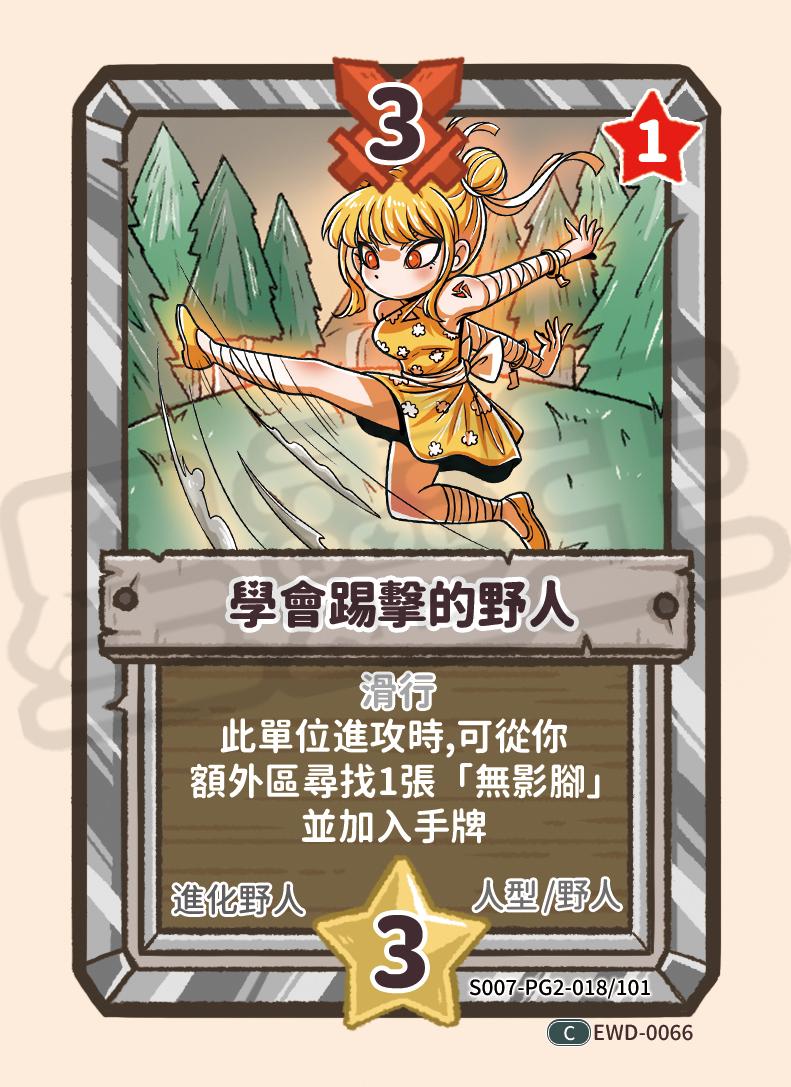 3
1
學會踢擊的野人
滑行
此單位進攻時,可從你
額外區尋找1張「無影腳」
並加入手牌
進化野人
人型/野人
3
S007-PG2-018/101
C EWD-0066